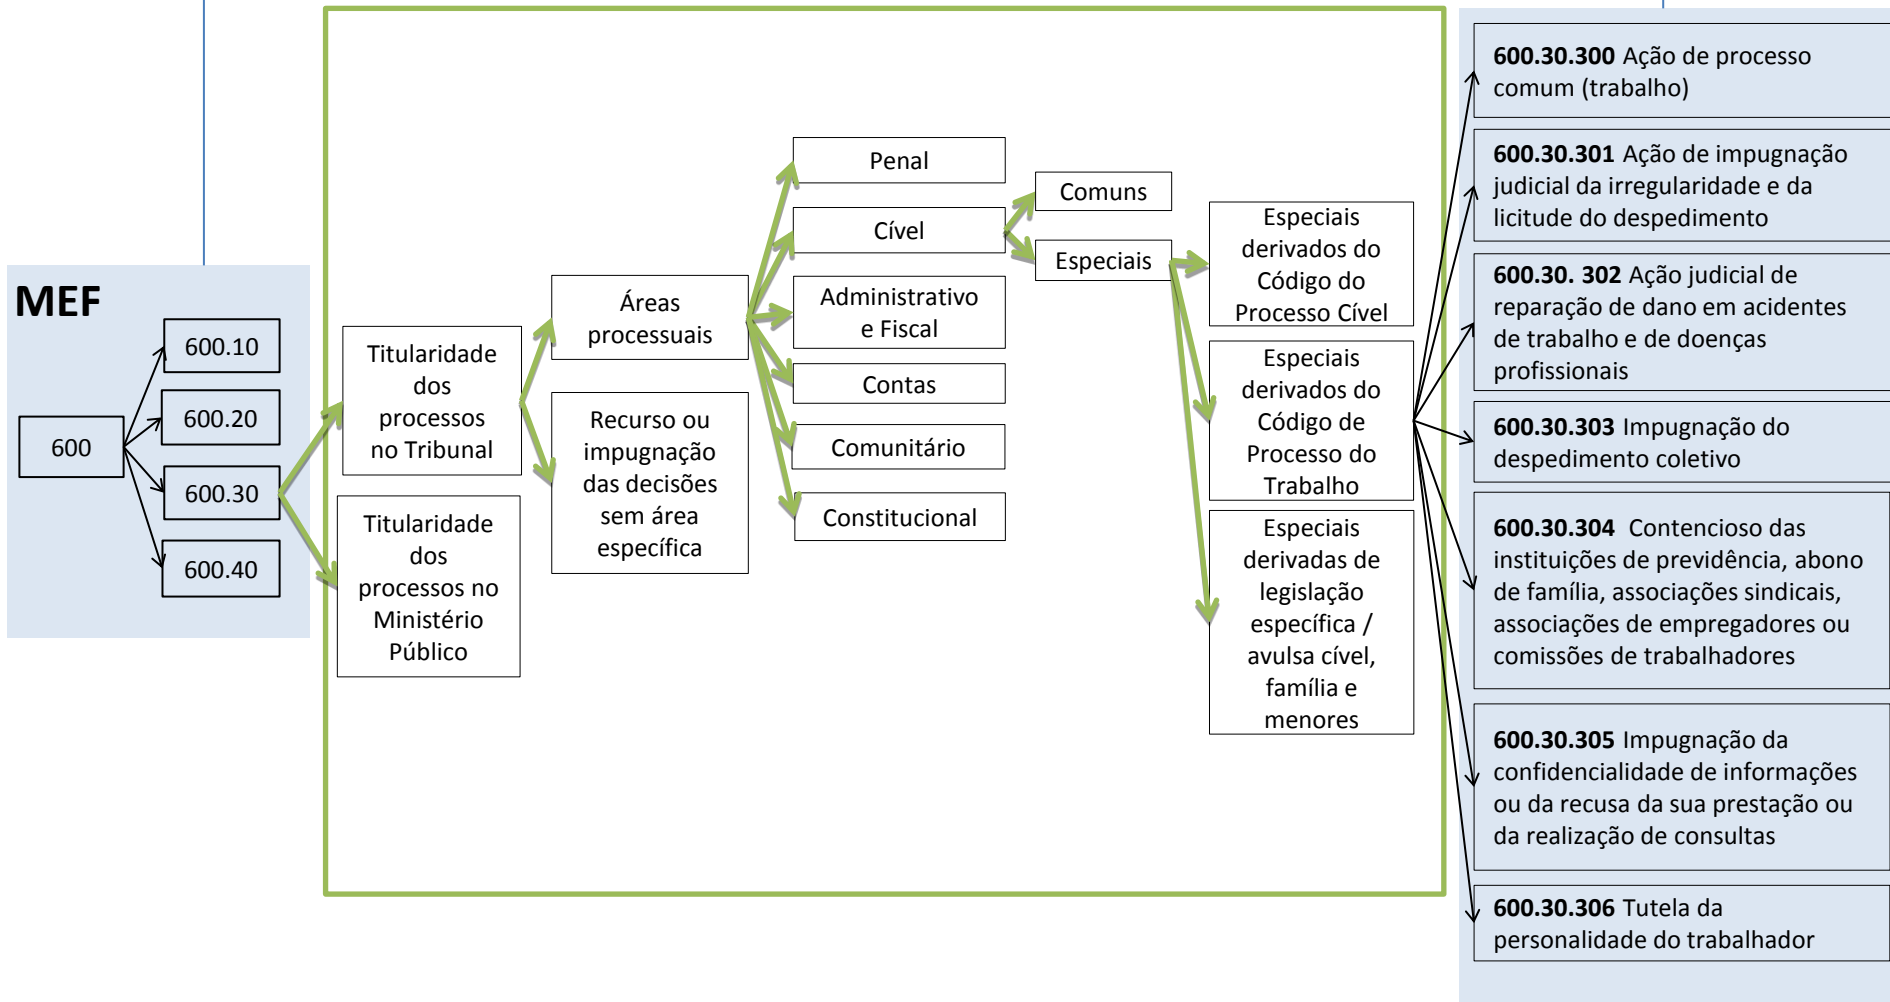 MEF
600
600.10
600.20
600.30
600.40
Titularidade
dos
processos
no Tribunal
Titularidade
dos
processos no
Ministério
Público
Áreas
processuais
Recurso ou
impugnação
das decisões
sem área
específica
Penal
Cível
Administrativo
e Fiscal
Contas
Comunitário
Constitucional
Comuns
Especiais
Especiais
derivados do
Código do
Processo Cível
Especiais
derivados do
Código de
Processo do
Trabalho
Especiais
derivadas de
legislação
específica /
avulsa cível,
família e
menores
600.30.300 Ação de processo
comum (trabalho)
600.30.301 Ação de impugnação
judicial da irregularidade e da
licitude do despedimento
600.30. 302 Ação judicial de
reparação de dano em acidentes
de trabalho e de doenças
profissionais
600.30.303 Impugnação do
despedimento coletivo
600.30.304 Contencioso das
instituições de previdência, abono
de família, associações sindicais,
associações de empregadores ou
comissões de trabalhadores
600.30.305 Impugnação da
confidencialidade de informações
ou da recusa da sua prestação ou
da realização de consultas
600.30.306 Tutela da
personalidade do trabalhador